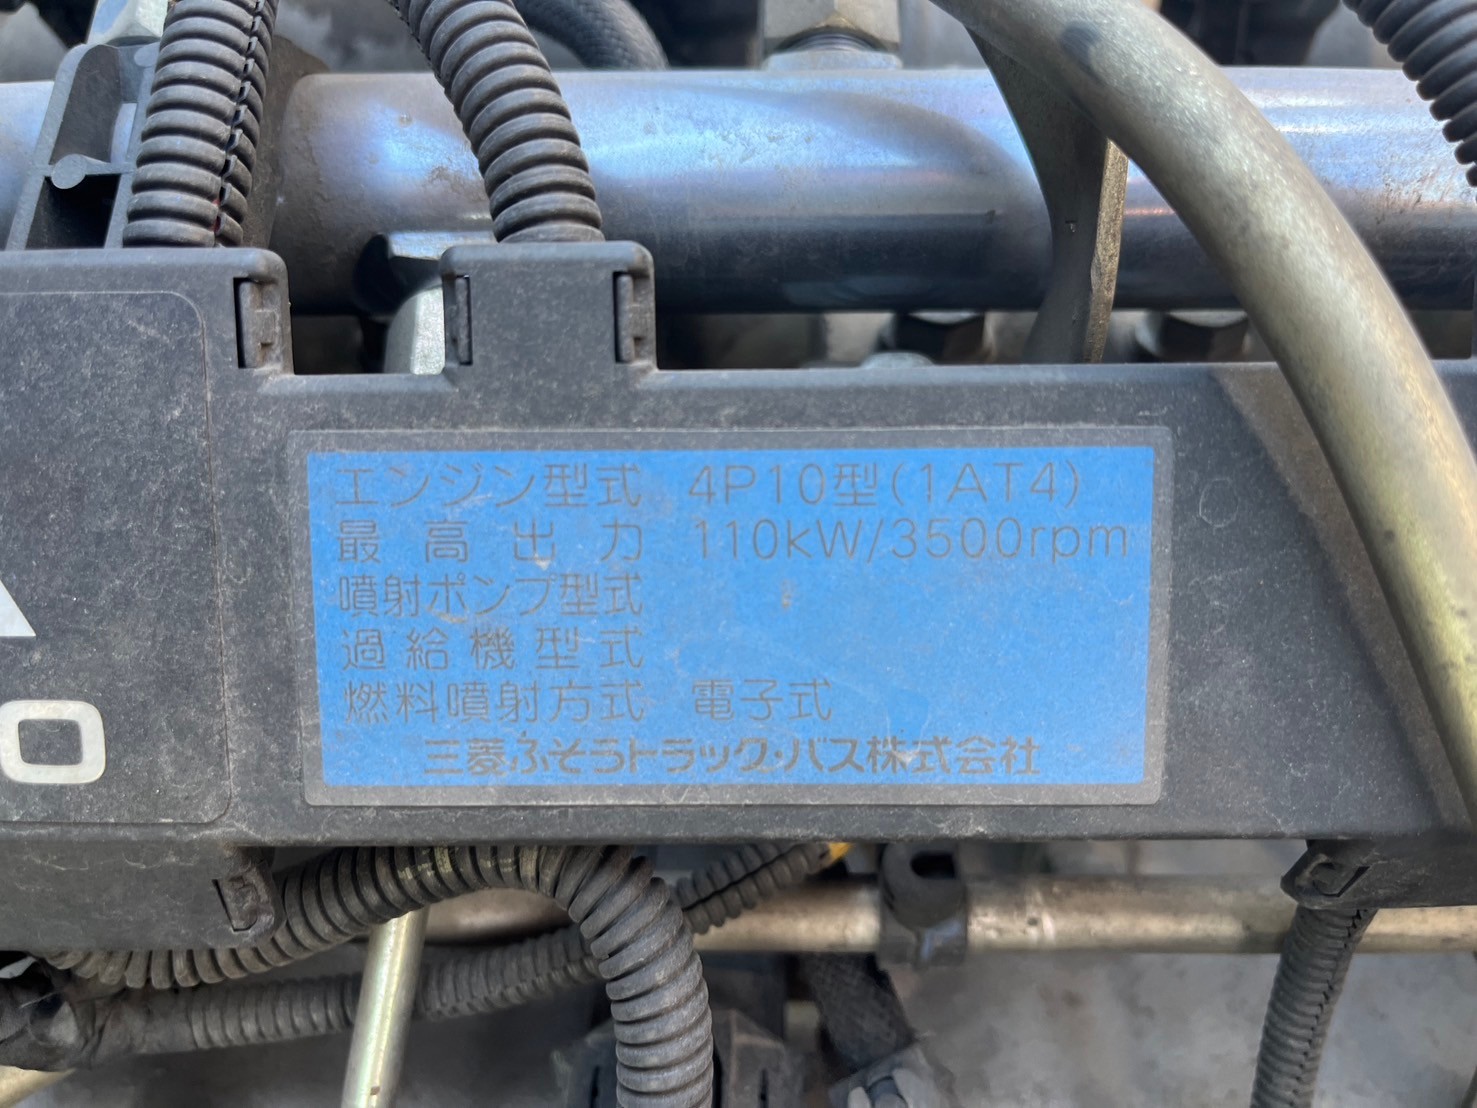 エンジン型式 4P10型(1AT4)
最高出力 110kW/3500rpm
噴射ポンプ型式
過給機型式
燃料噴射方式 電子式
三菱ふそうトラック・バス株式会社
O